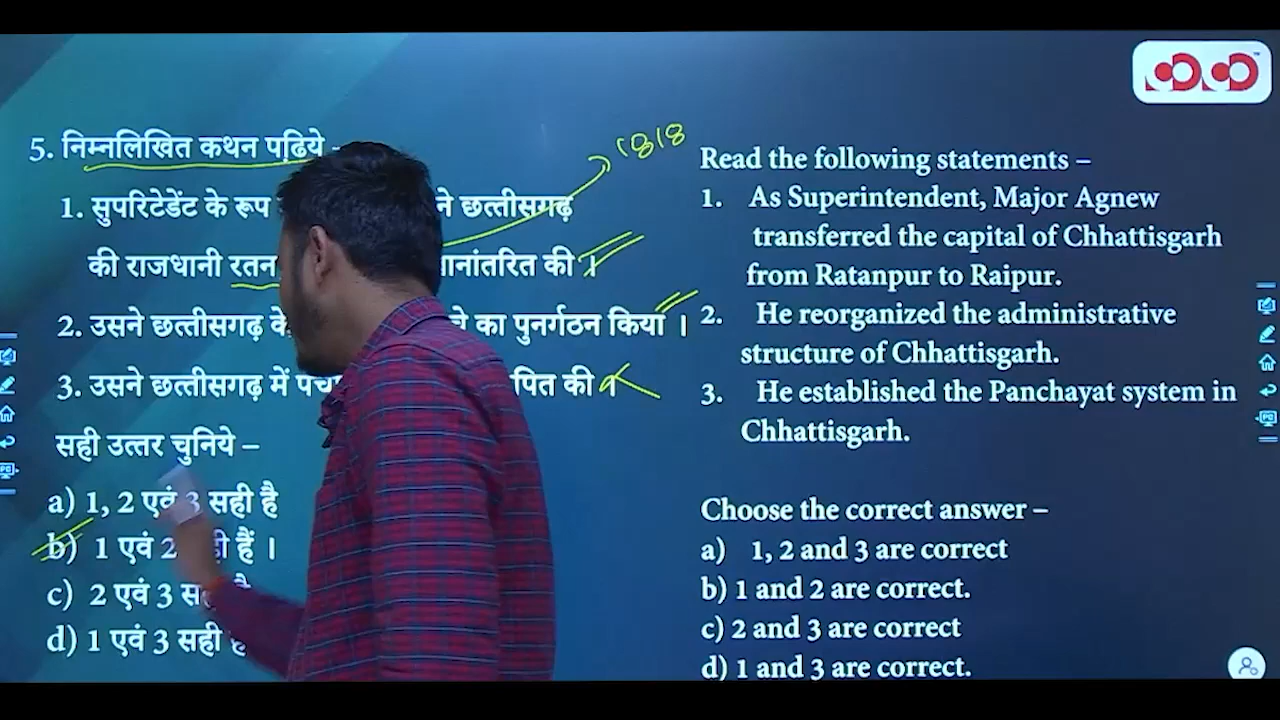 5. निम्नलिखित कथन पढिये -
1818
1. सुपरिटेडेंट के रूप ने छत्तीसगढ़
की राजधानी की ।
2. उसने छत्तीसगढ़ का पुनर्गठन किया ।
3. उसने छत्तीसगढ़ में की ।
सही उत्तर चुनिये –
a) 1, 2 एवं 3 सही है
b) 1 एवं 2 हैं ।
c) 2 एवं 3
d) 1 एवं 3 सही
Read the following statements –
1. As Superintendent, Major Agnew
transferred the capital of Chhattisgarh
from Ratanpur to Raipur.
2. He reorganized the administrative
structure of Chhattisgarh.
3. He established the Panchayat system in
Chhattisgarh.
Choose the correct answer –
a) 1, 2 and 3 are correct
b) 1 and 2 are correct.
c) 2 and 3 are correct
d) 1 and 3 are correct.